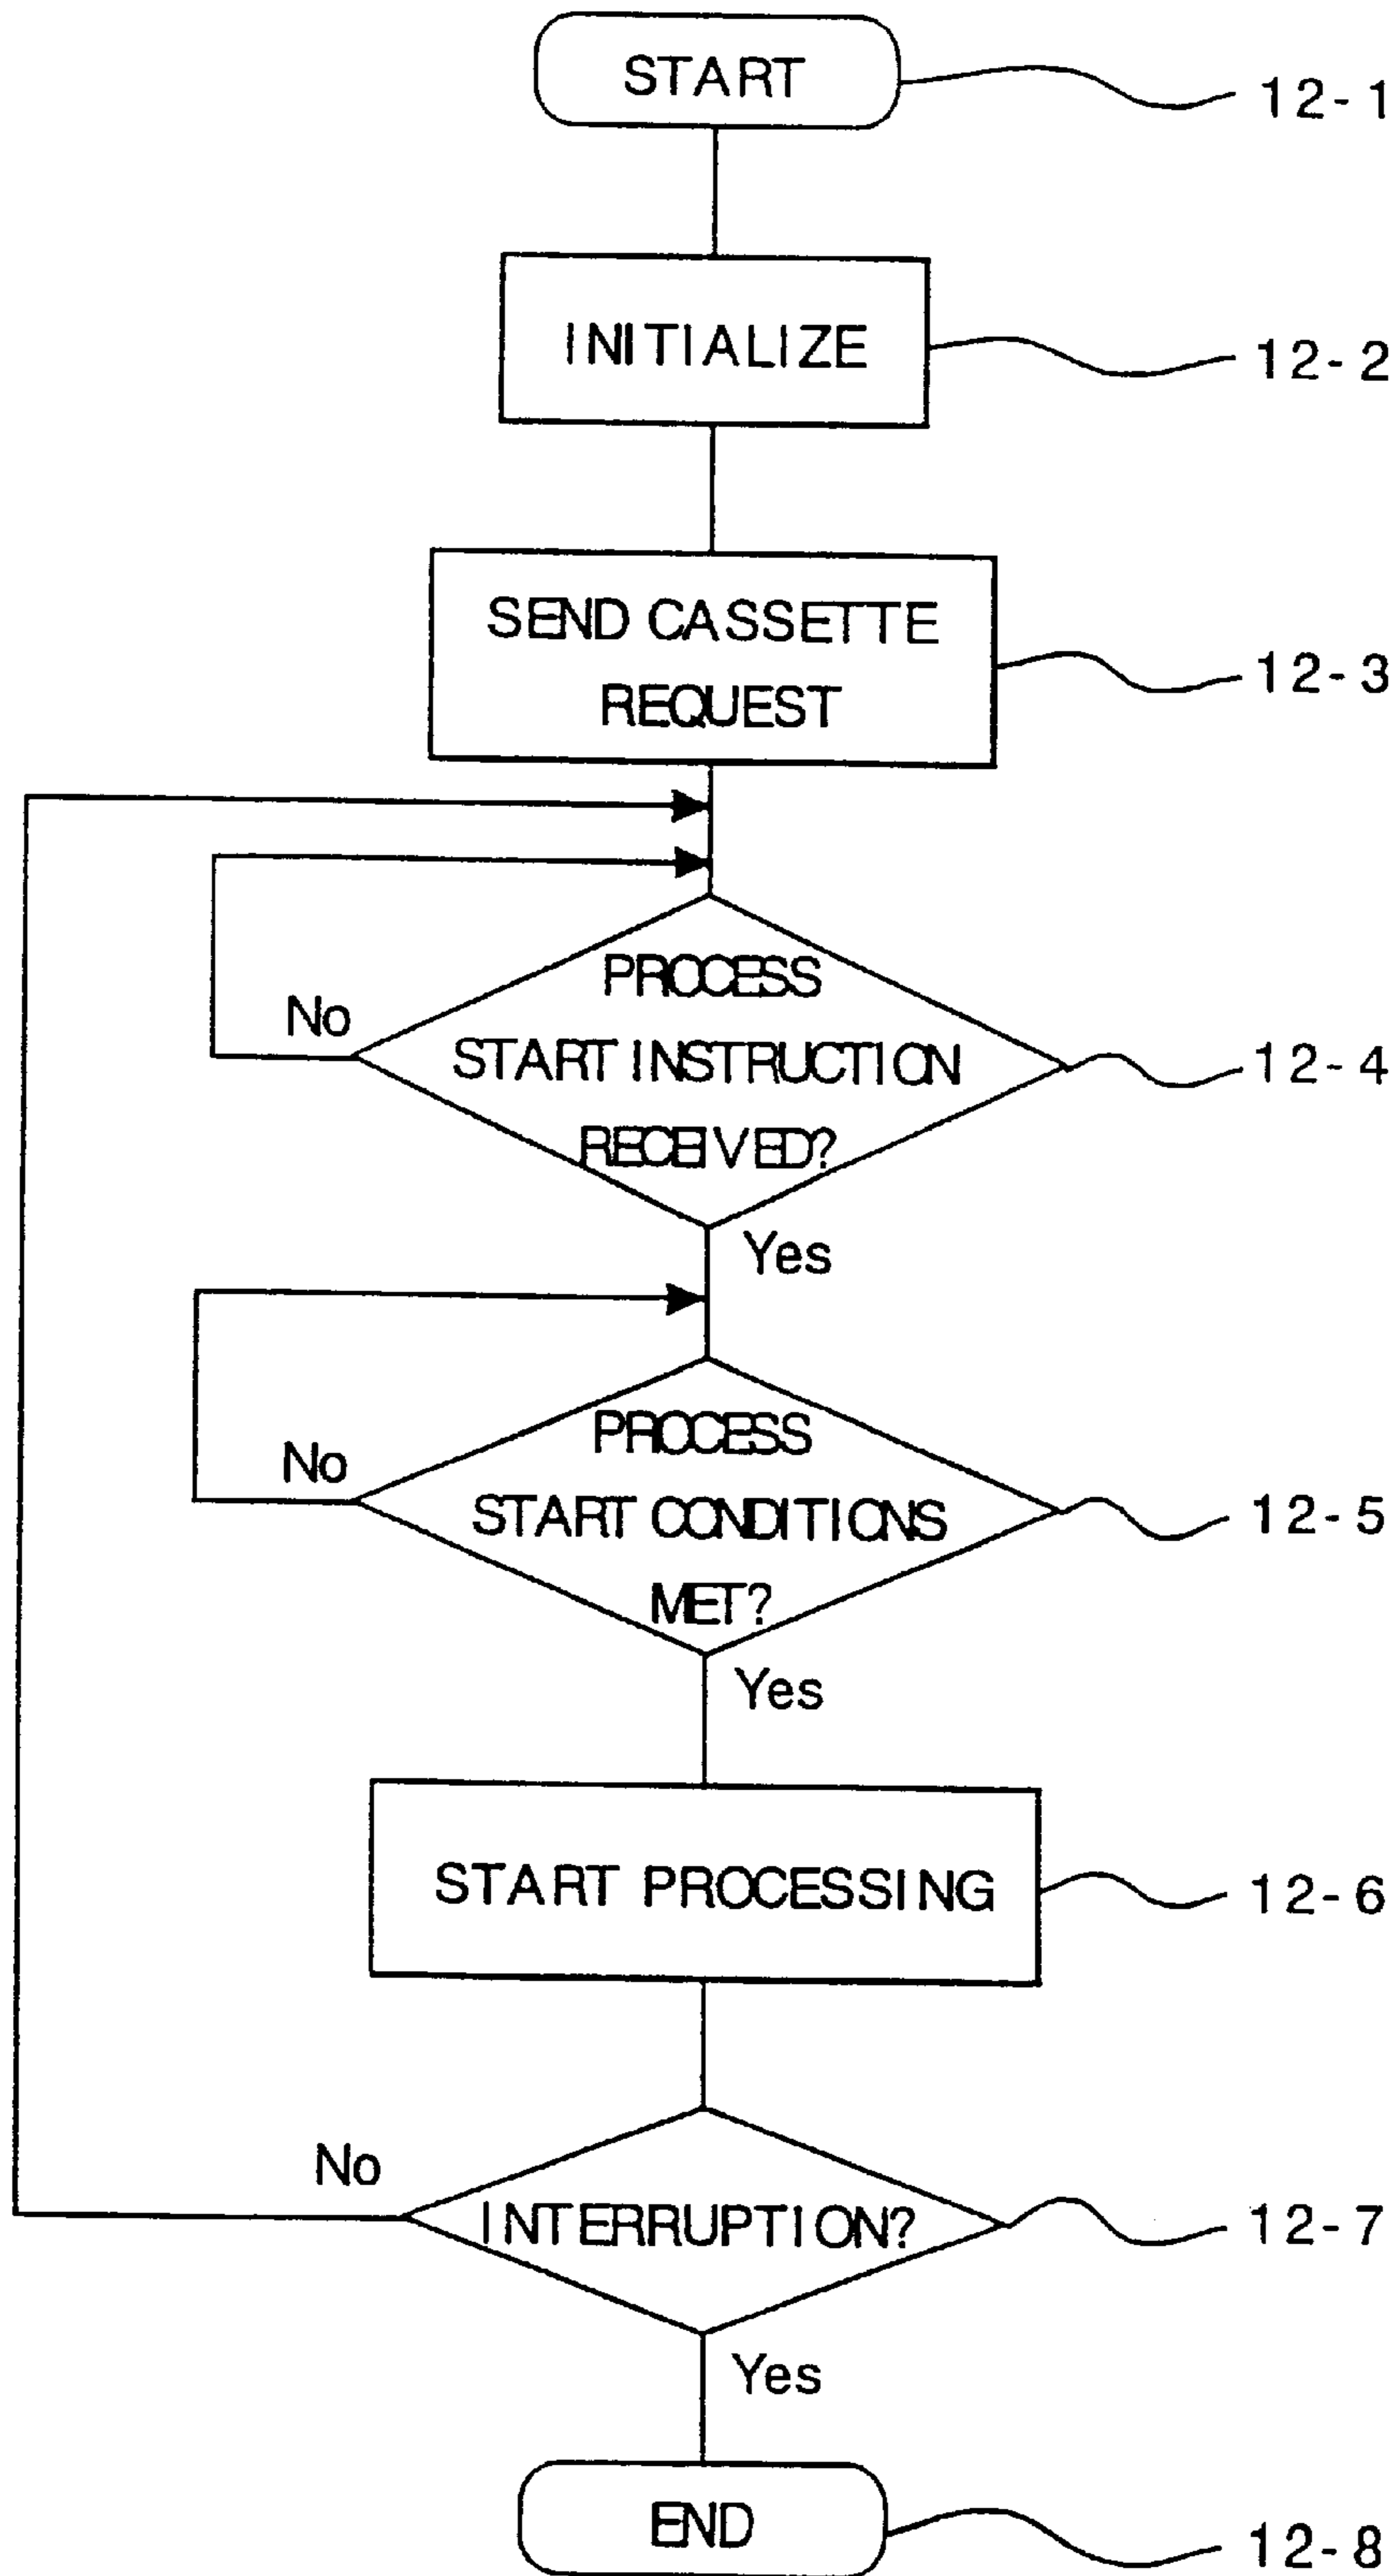 START
12-1
INITIALIZE
12-2
SEND CASSETTE
REQUEST
12-3
PROCESS
START INSTRUCTION
RECEIVED?
No
12-4
Yes
PROCESS
START CONDITIONS
MET?
No
12-5
Yes
START PROCESSING
12-6
No
INTERRUPTION?
12-7
Yes
END
12-8